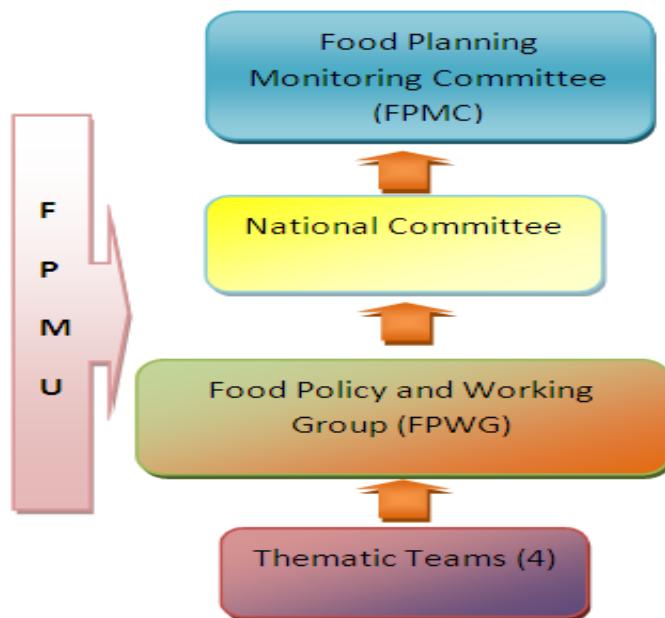 Food Planning
Monitoring Committee
(FPMC)
F
P
M
U
National Committee
Food Policy and Working
Group (FPWG)
Thematic Teams (4)